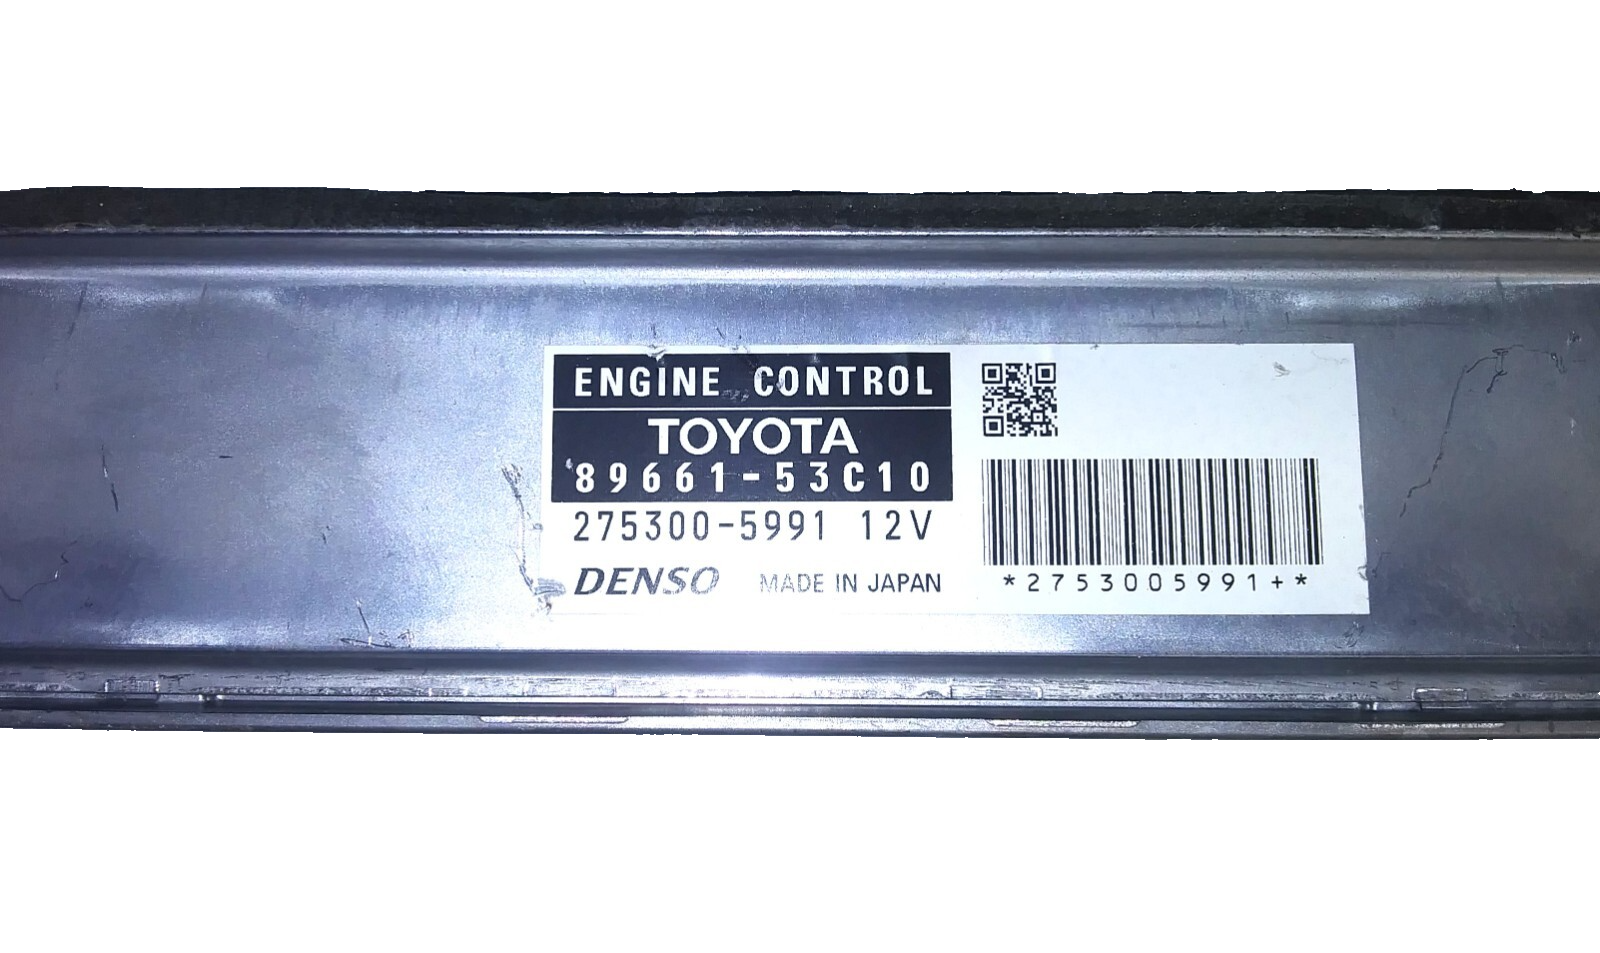 ENGINE CONTROL
TOYOTA
89661-53C10
275300-5991 12V
DENSO MADE IN JAPAN
*2753005991+*